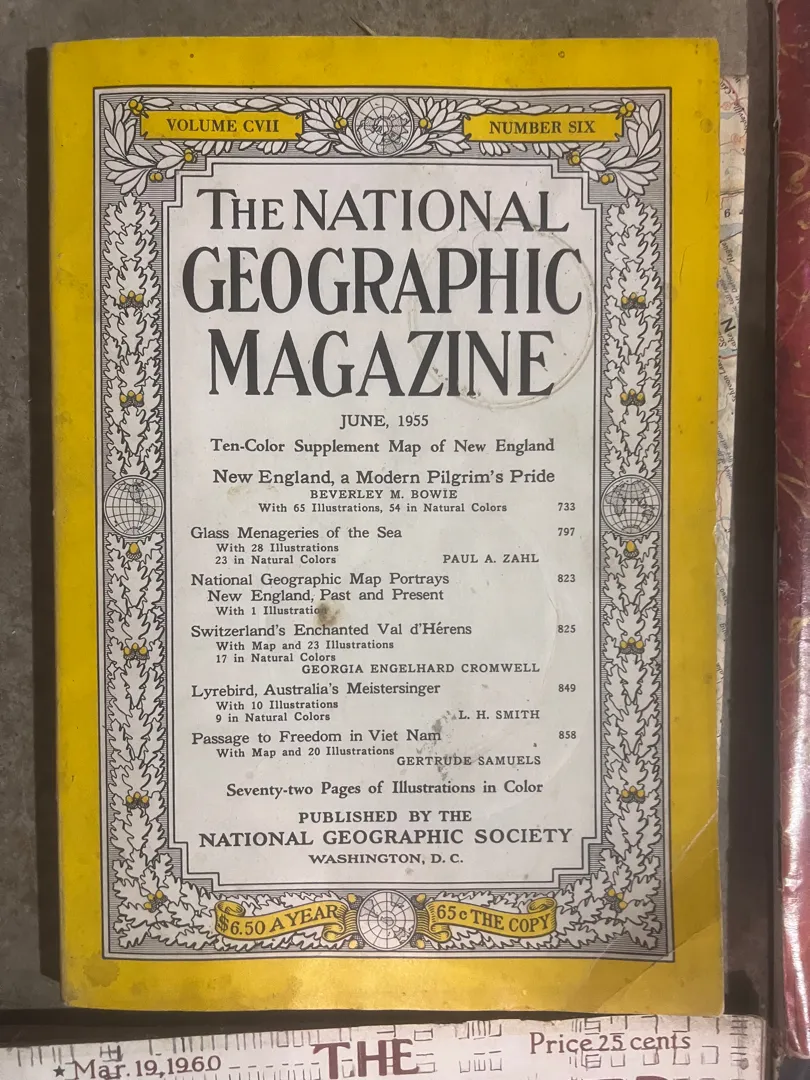 VOLUME CVII
NUMBER SIX
THE NATIONAL
GEOGRAPHIC
MAGAZINE
JUNE, 1955
Ten-Color Supplement Map of New England
New England, a Modern Pilgrim's Pride
BEVERLEY M. BOWIE
With 65 Illustrations, 54 in Natural Colors 733
Glass Menageries of the Sea 797
With 28 Illustrations
23 in Natural Colors PAUL A. ZAHL
National Geographic Map Portrays 823
New England, Past and Present
With 1 Illustration
Switzerland's Enchanted Val d'Hérens 825
With Map and 23 Illustrations
17 in Natural Colors
GEORGIA ENGELHARD CROMWELL
Lyrebird, Australia's Meistersinger 849
With 10 Illustrations
9 in Natural Colors L. H. SMITH
Passage to Freedom in Viet Nam 858
With Map and 20 Illustrations
GERTRUDE SAMUELS
Seventy-two Pages of Illustrations in Color
PUBLISHED BY THE
NATIONAL GEOGRAPHIC SOCIETY
WASHINGTON, D. C.
$6.50 A YEAR
65¢ THE COPY
★Mar. 19, 1960
THE
Price 25 cents